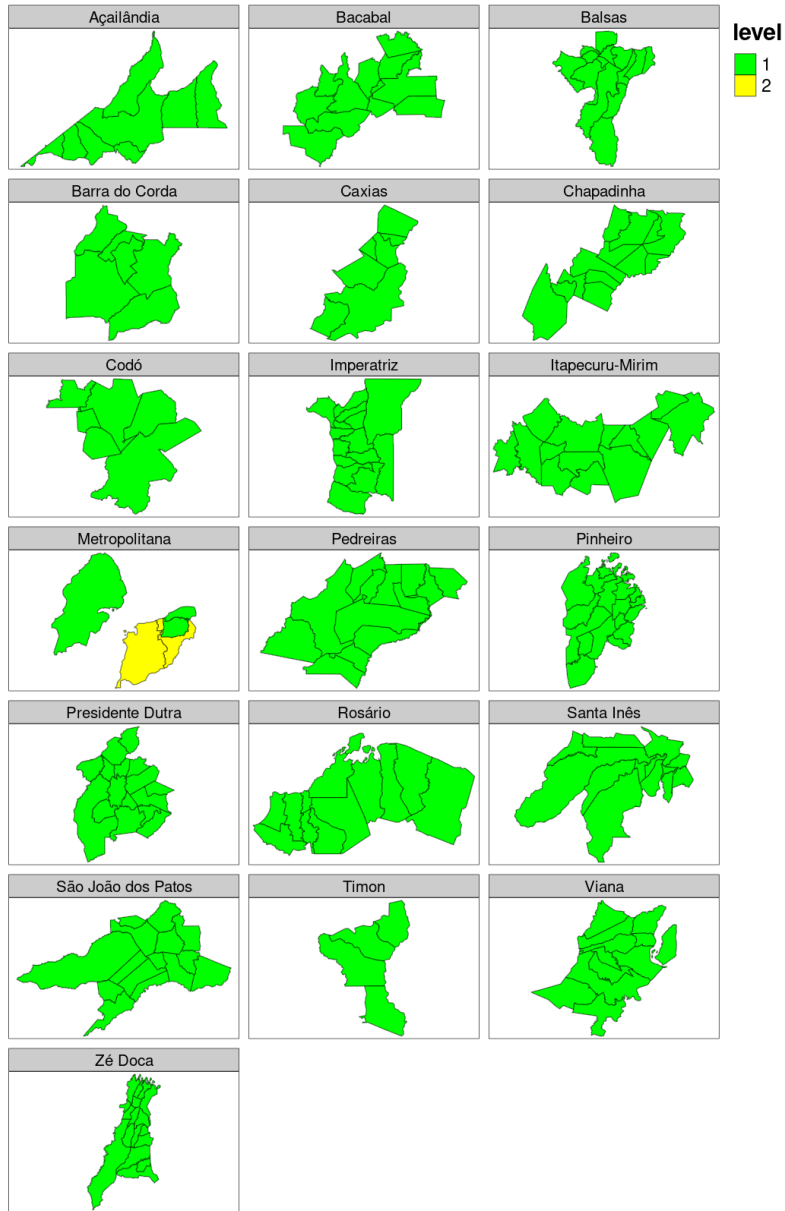 Açailândia
Bacabal
Balsas
level
1
2
Barra do Corda
Caxias
Chapadinha
Codó
Imperatriz
Itapecuru-Mirim
Metropolitana
Pedreiras
Pinheiro
Presidente Dutra
Rosário
Santa Inês
São João dos Patos
Timon
Viana
Zé Doca